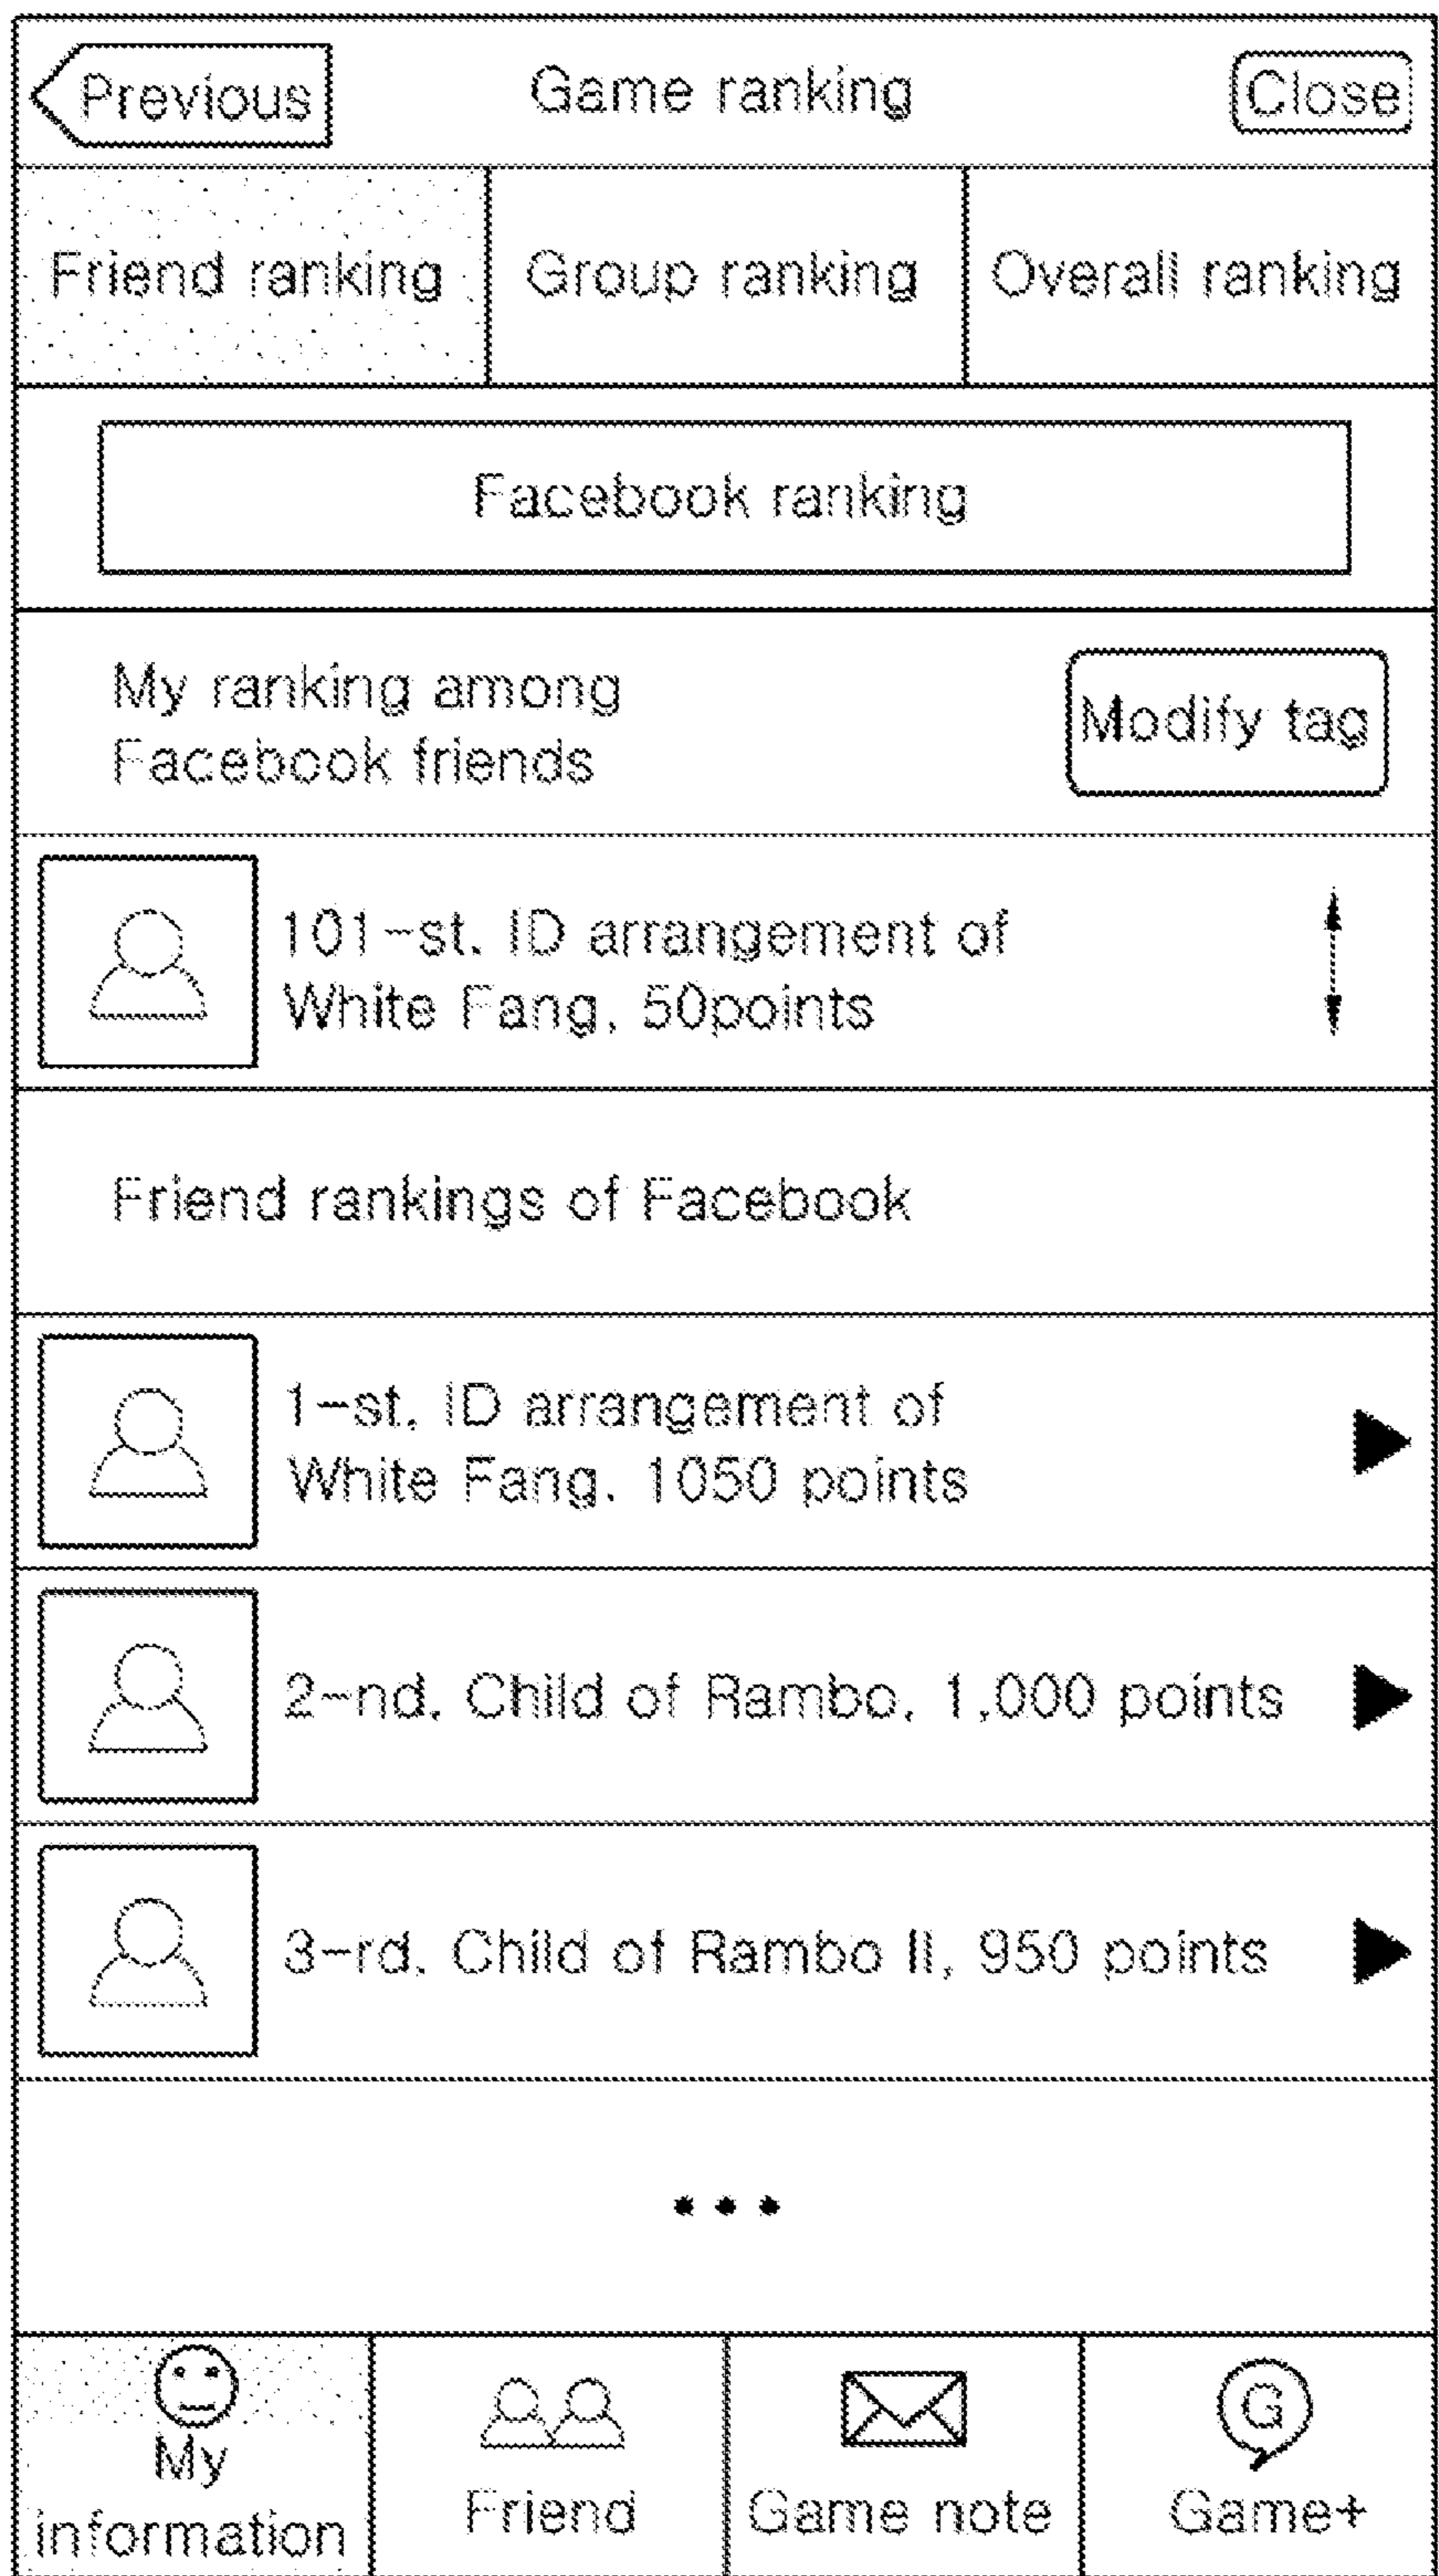 Previous
Game ranking
Close
Friend ranking
Group ranking
Overall ranking
Facebook ranking
My ranking among
Facebook friends
Modify tag
101-st. ID arrangement of
White Fang. 50points
Friend rankings of Facebook
1-st. ID arrangement of
White Fang. 1050 points
2-nd. Child of Rambo. 1,000 points
3-rd. Child of Rambo II, 950 points
...
My
information
Friend
Game note
G
Game+